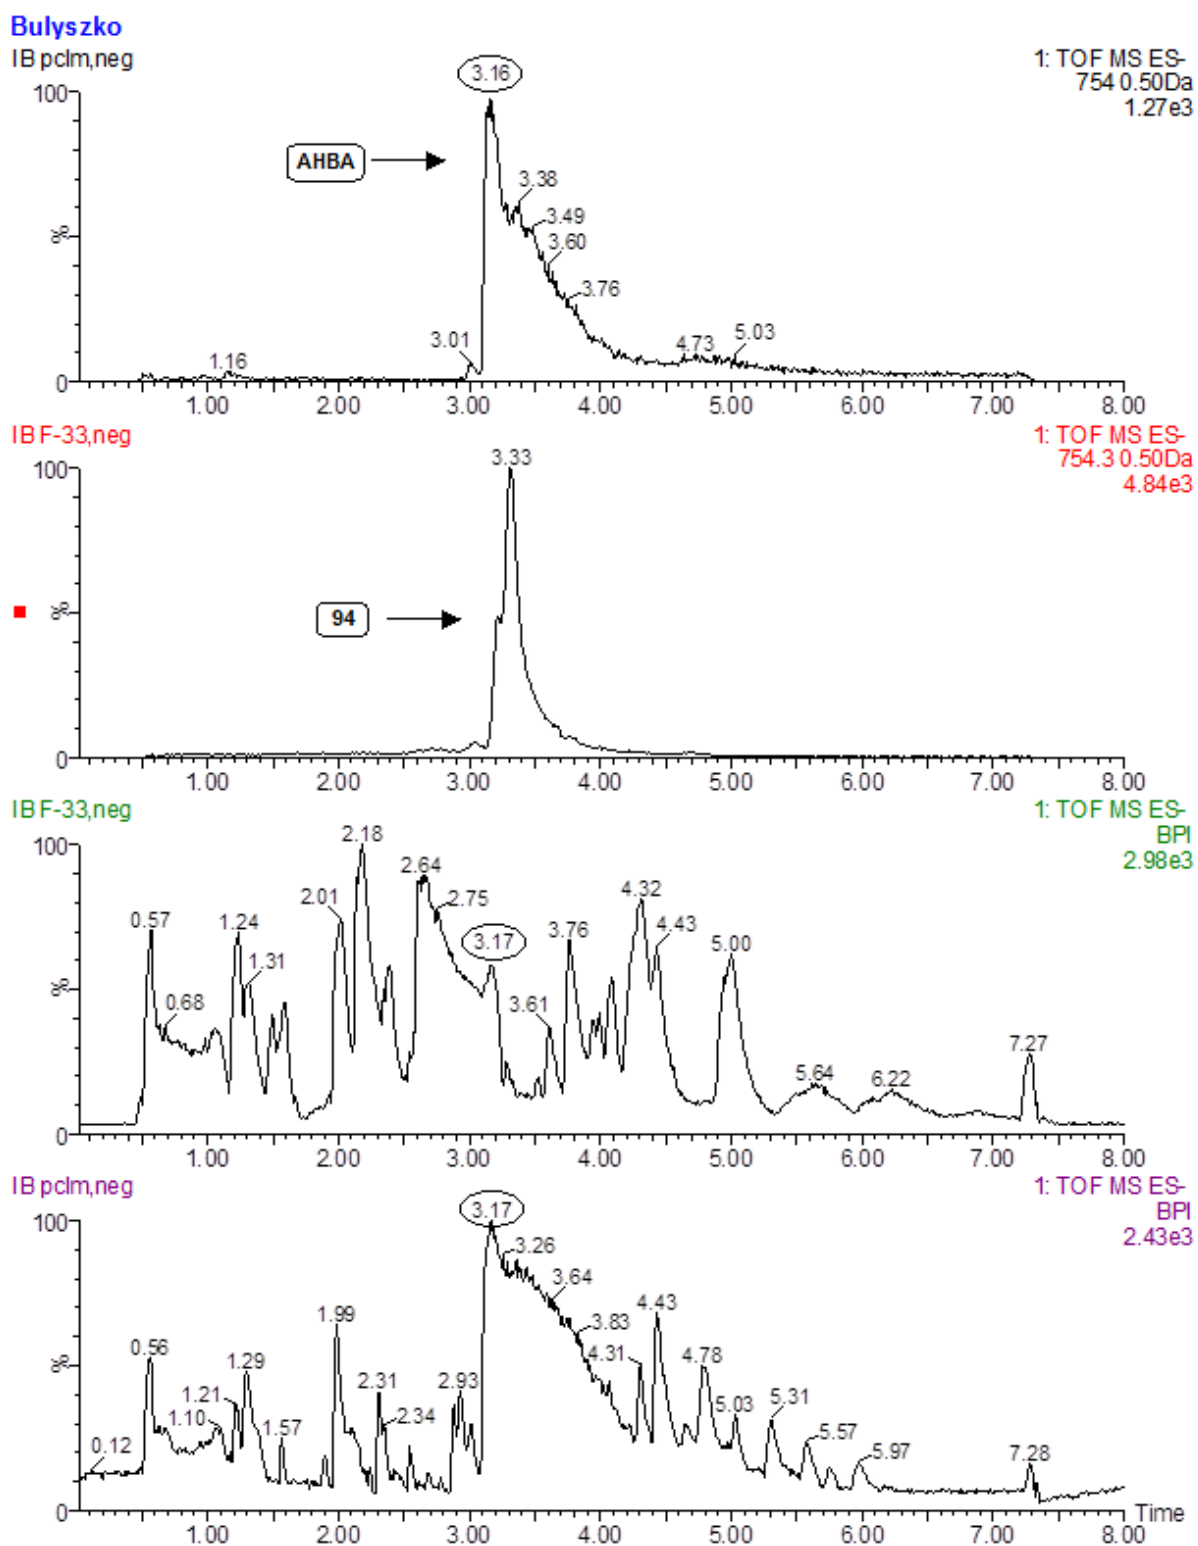 Bulyszko
IB pclm,neg
1: TOF MS ES-
754 0.50Da
1.27e3
3.16
100
AHBA
3.38
3.49
3.60
3.76
%
3.01
1.16
4.73
5.03
0
1.00 2.00 3.00 4.00 5.00 6.00 7.00 8.00
IB F-33,neg
1: TOF MS ES-
754.3 0.50Da
4.84e3
3.33
100
94
%
0
1.00 2.00 3.00 4.00 5.00 6.00 7.00 8.00
IB F-33,neg
1: TOF MS ES-
BPI
2.98e3
100
2.18
2.64
2.01
2.75
4.32
0.57
1.24
4.43
3.17
3.76
5.00
1.31
%
0.68
3.61
7.27
5.64
6.22
0
1.00 2.00 3.00 4.00 5.00 6.00 7.00 8.00
IB pclm,neg
1: TOF MS ES-
BPI
2.43e3
3.17
100
3.26
3.64
1.99
3.83
4.43
0.56
1.29
4.31
4.78
%
2.31
2.93
1.21
1.10
2.34
5.03
5.31
1.57
5.57
0.12
5.97
7.28
0
Time
1.00 2.00 3.00 4.00 5.00 6.00 7.00 8.00